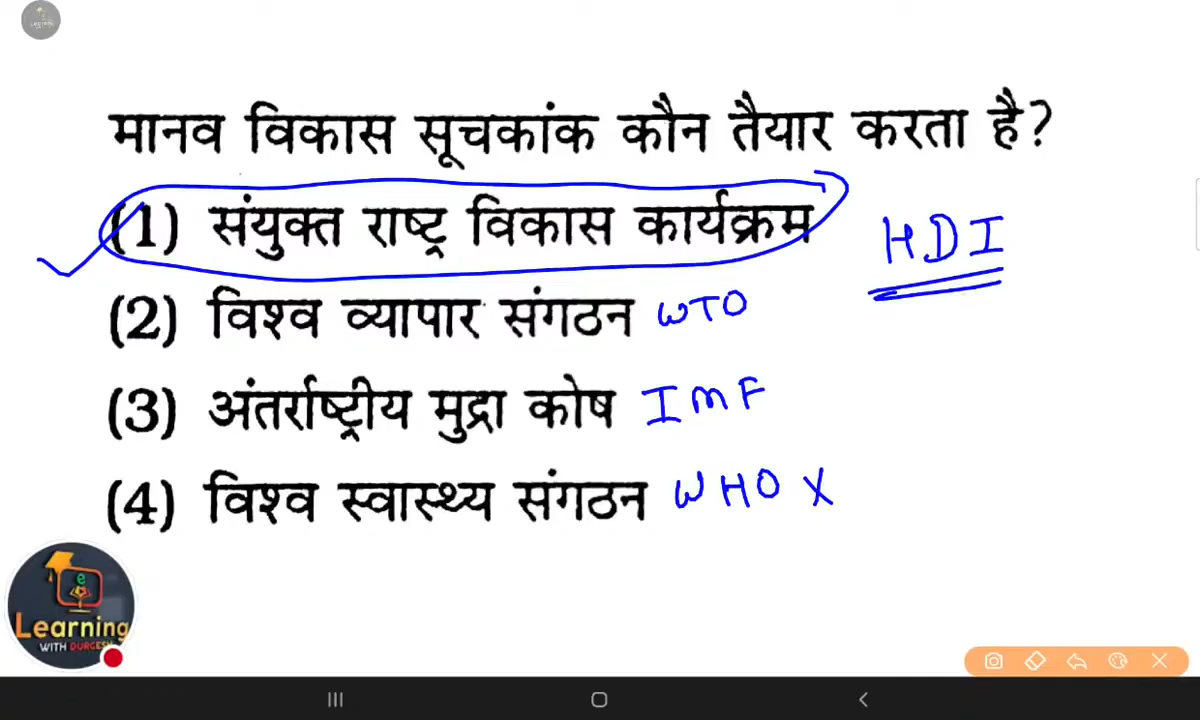 मानव विकास सूचकांक कौन तैयार करता है?
(1) संयुक्त राष्ट्र विकास कार्यक्रम
HDI
(2) विश्व व्यापार संगठन WTO
(3) अंतर्राष्ट्रीय मुद्रा कोष IMF
(4) विश्व स्वास्थ्य संगठन WHO X
e
Learning
WITH DURGESH